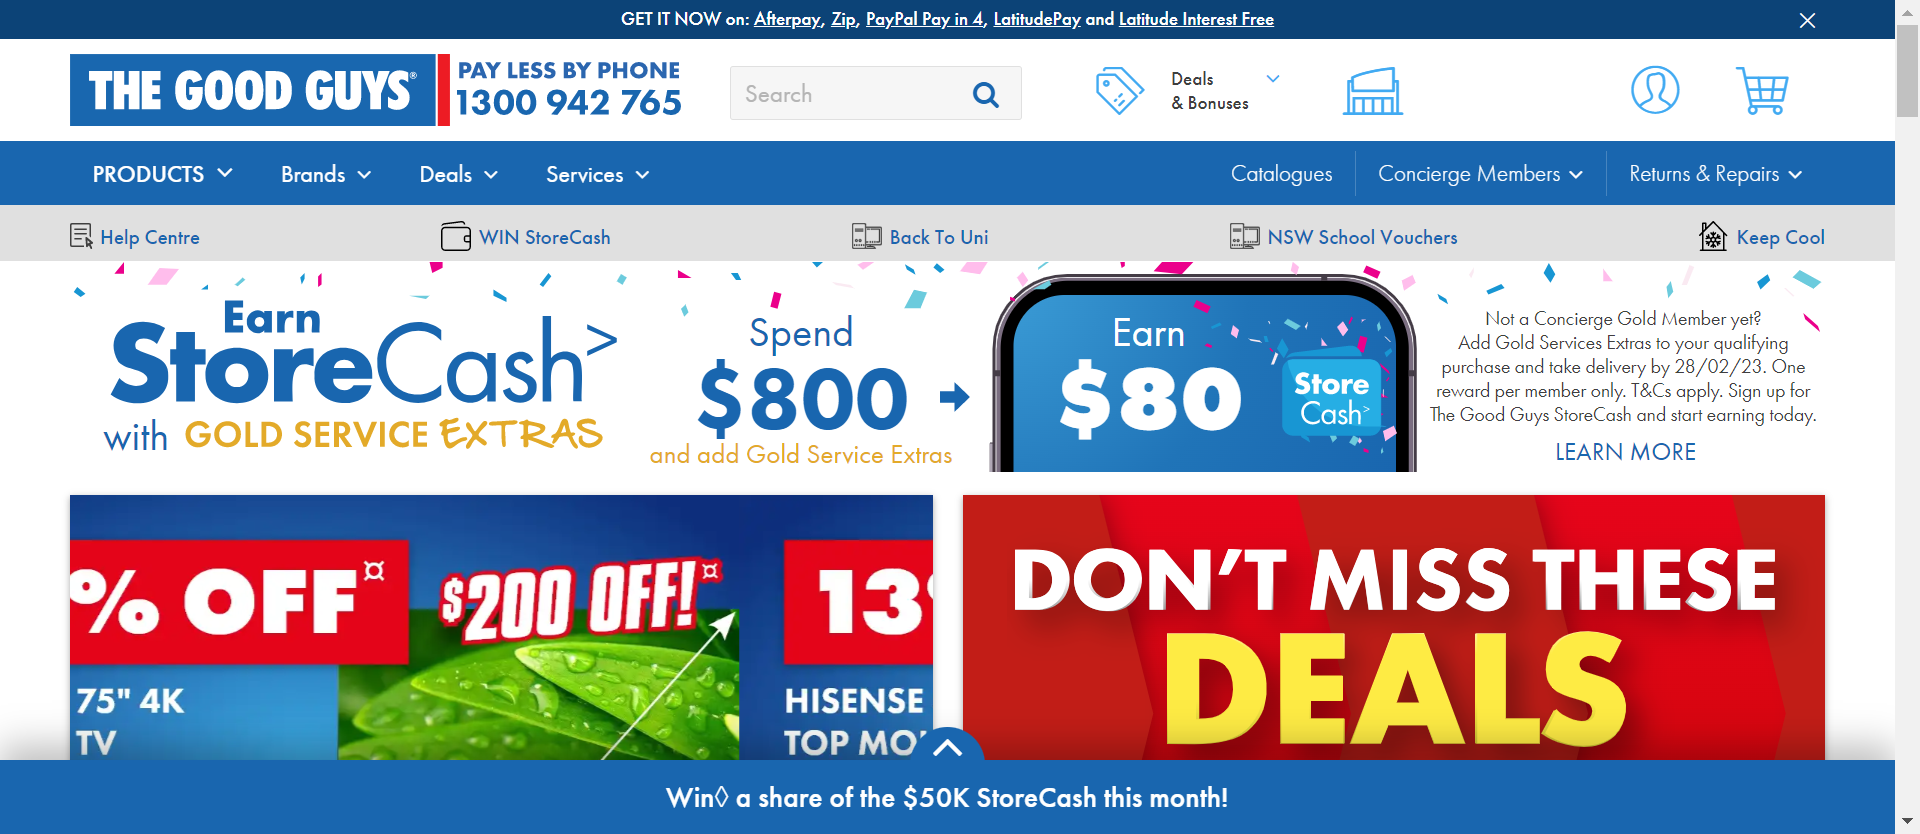 GET IT NOW on: Afterpay, Zip, PayPal Pay in 4, LatitudePay and Latitude Interest Free
THE GOOD GUYS®
PAY LESS BY PHONE
1300 942 765
Search
Deals
& Bonuses
PRODUCTS
Brands
Deals
Services
Catalogues
Concierge Members
Returns & Repairs
Help Centre
WIN StoreCash
Back To Uni
NSW School Vouchers
Keep Cool
Earn
StoreCash>
with GOLD SERVICE EXTRAS
Spend
$800
and add Gold Service Extras
Earn
$80
Store
Cash>
Not a Concierge Gold Member yet?
Add Gold Services Extras to your qualifying
purchase and take delivery by 28/02/23. One
reward per member only. T&Cs apply. Sign up for
The Good Guys StoreCash and start earning today.
LEARN MORE
% OFF¤
75" 4K
TV
$200 OFF!¤
13
HISENSE
TOP MO
DON'T MISS THESE
DEALS
Win◊ a share of the $50K StoreCash this month!